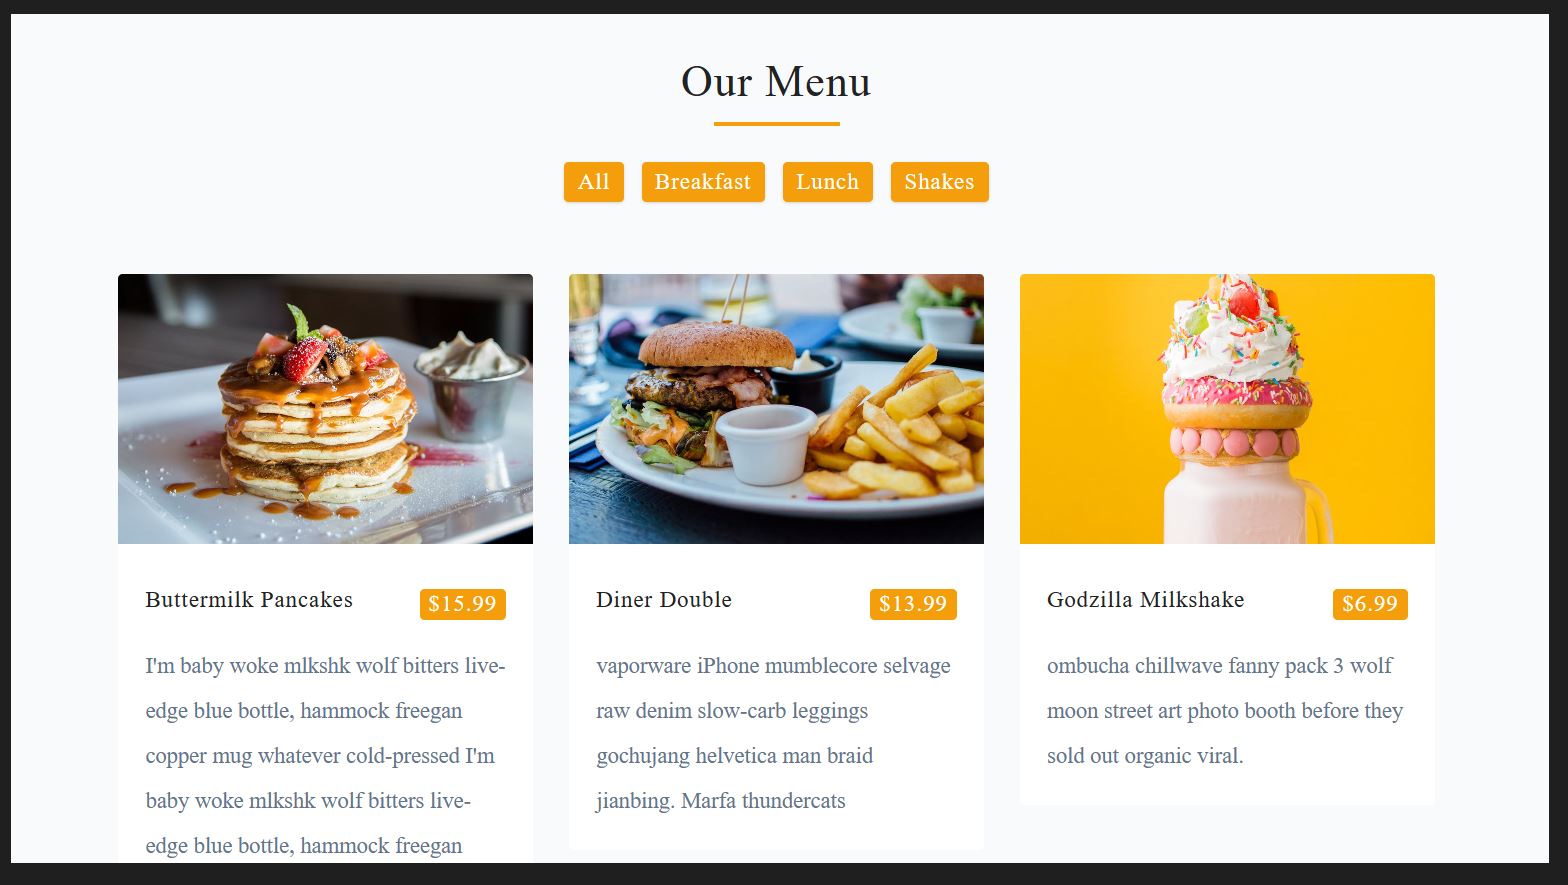 Our Menu
All Breakfast Lunch Shakes
Buttermilk Pancakes $15.99
I'm baby woke mlkshk wolf bitters live-
edge blue bottle, hammock freegan
copper mug whatever cold-pressed I'm
baby woke mlkshk wolf bitters live-
edge blue bottle, hammock freegan
Diner Double $13.99
vaporware iPhone mumblecore selvage
raw denim slow-carb leggings
gochujang helvetica man braid
jianbing. Marfa thundercats
Godzilla Milkshake $6.99
ombucha chillwave fanny pack 3 wolf
moon street art photo booth before they
sold out organic viral.